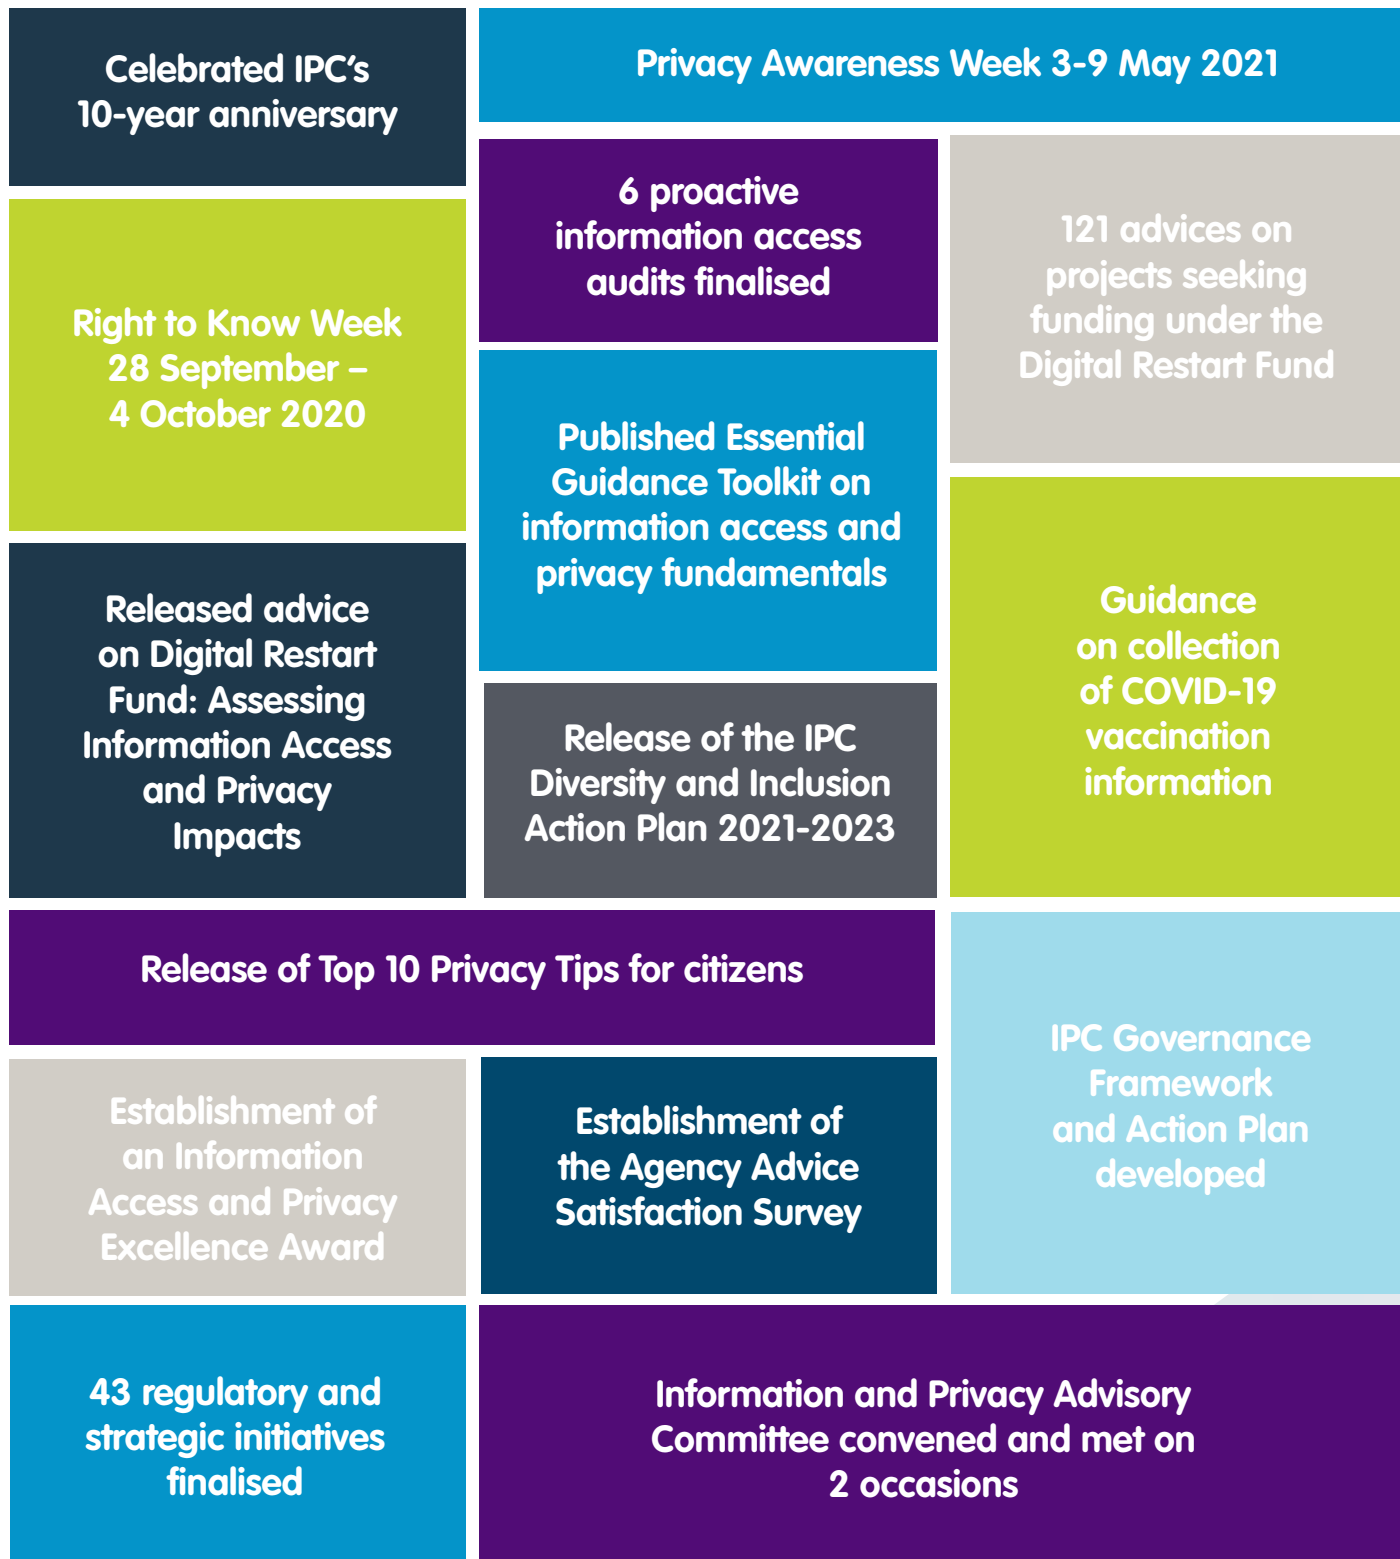 Celebrated IPC’s
10-year anniversary
Privacy Awareness Week 3-9 May 2021
6 proactive
information access
audits finalised
121 advices on
projects seeking
funding under the
Digital Restart Fund
Right to Know Week
28 September –
4 October 2020
Published Essential
Guidance Toolkit on
information access and
privacy fundamentals
Guidance
on collection
of COVID-19
vaccination
information
Released advice
on Digital Restart
Fund: Assessing
Information Access
and Privacy
Impacts
Release of the IPC
Diversity and Inclusion
Action Plan 2021-2023
Release of Top 10 Privacy Tips for citizens
IPC Governance
Framework
and Action Plan
developed
Establishment of
an Information
Access and Privacy
Excellence Award
Establishment of
the Agency Advice
Satisfaction Survey
43 regulatory and
strategic initiatives
finalised
Information and Privacy Advisory
Committee convened and met on
2 occasions